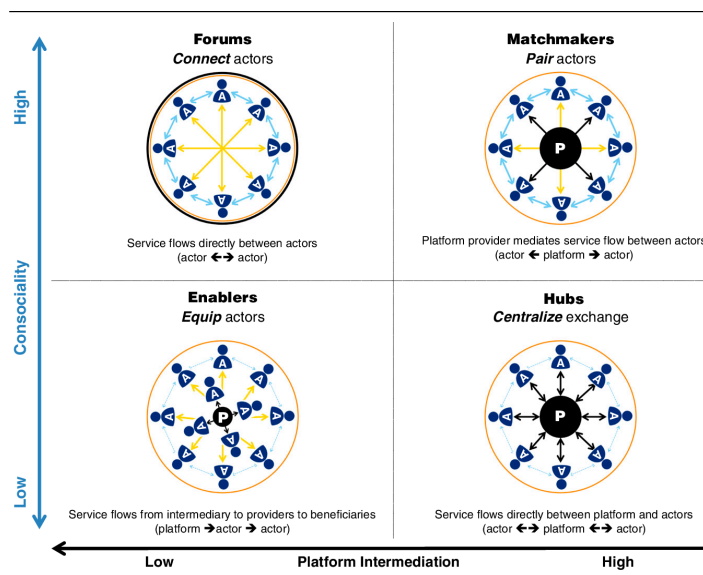 Forums
Connect actors
A
A
A
A
A
A
A
A
Service flows directly between actors
(actor ←→ actor)
Matchmakers
Pair actors
A
A
A
A
P
A
A
A
A
Platform provider mediates service flow between actors
(actor ← platform → actor)
Enablers
Equip actors
A
A
A
A
A
A
P
A
A
A
A
A
A
Service flows from intermediary to providers to beneficiaries
(platform →actor → actor)
Hubs
Centralize exchange
A
A
A
A
P
A
A
A
A
Service flows directly between platform and actors
(actor ←→ platform ←→ actor)
High
Consociality
Low
Low Platform Intermediation High